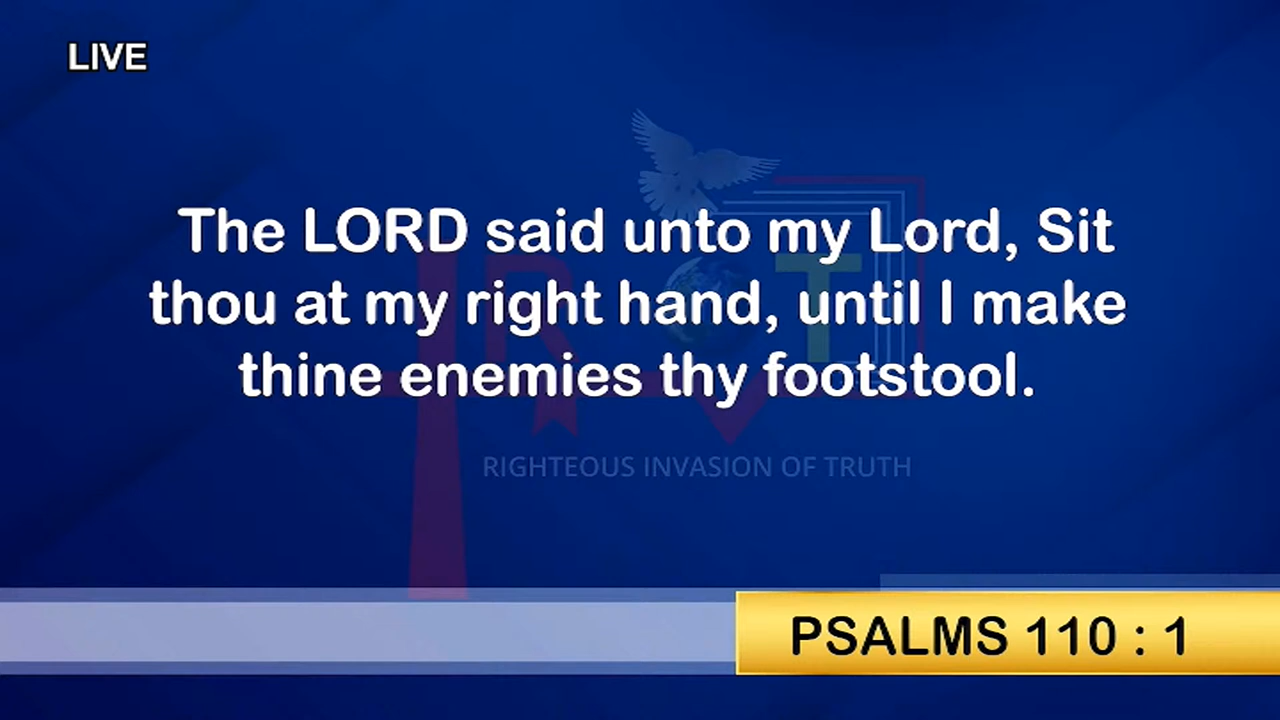 LIVE
The LORD said unto my Lord, Sit
thou at my right hand, until I make
thine enemies thy footstool.
R T
RIGHTEOUS INVASION OF TRUTH
PSALMS 110 : 1